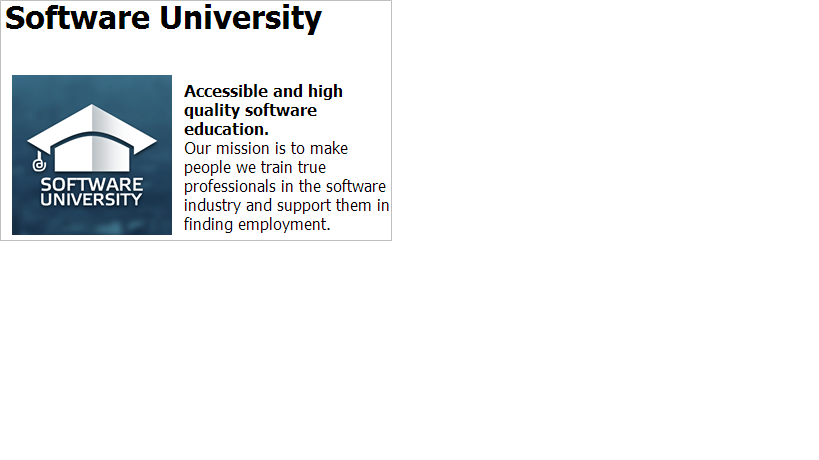 Software University
SOFTWARE
UNIVERSITY
Accessible and high
quality software
education.
Our mission is to make
people we train true
professionals in the software
industry and support them in
finding employment.